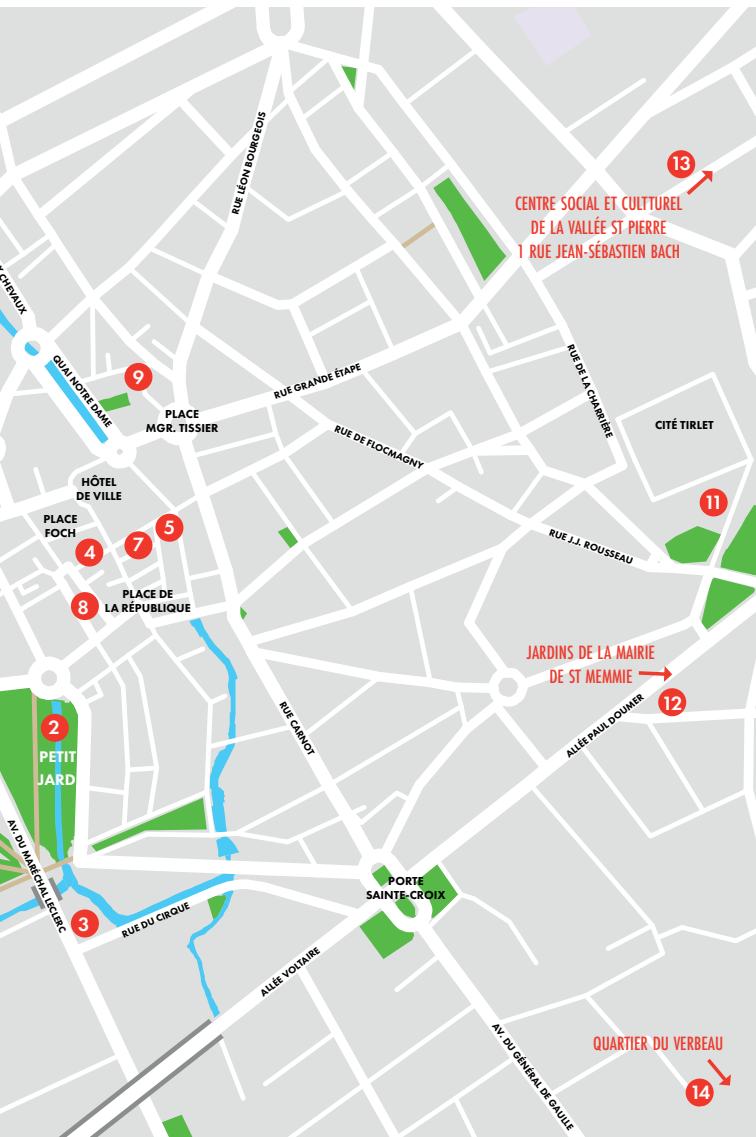 RUE LÉON BOURGEOIS
13
CENTRE SOCIAL ET CULTTUREL
DE LA VALLÉE ST PIERRE
1 RUE JEAN-SÉBASTIEN BACH
CHEVAUX
QUAI NOTRE DAME
9
PLACE
MGR. TISSIER
RUE GRANDE ÉTAPE
RUE DE LA CHARRIÈRE
RUE DE FLOCMAGNY
CITÉ TIRLET
HÔTEL
DE VILLE
11
PLACE
FOCH
5
7
4
RUE J.J. ROUSSEAU
8
PLACE DE
LA RÉPUBLIQUE
JARDINS DE LA MAIRIE
DE ST MEMMIE
12
2
PETIT
JARD
RUE CARNOT
ALLÉE PAUL DOUMER
AV. DU MARÉCHAL LECLERC
PORTE
SAINTE-CROIX
3
RUE DU CIRQUE
ALLÉE VOLTAIRE
AV. DU GÉNÉRAL DE GAULLE
QUARTIER DU VERBEAU
14